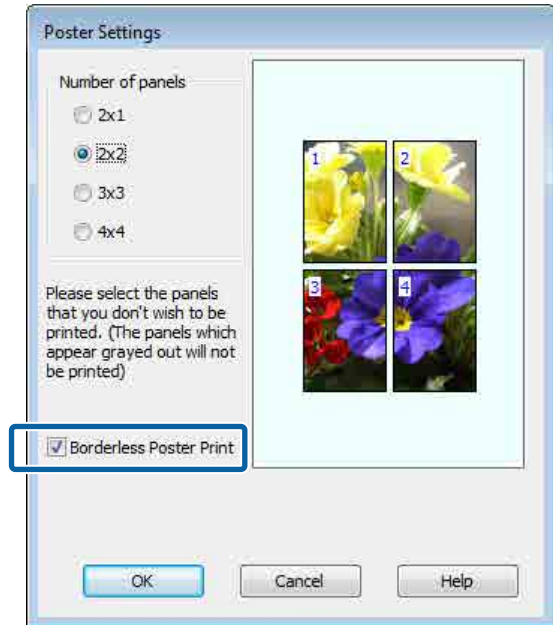 Poster Settings
Number of panels
2x1
2x2
3x3
4x4
1
2
3
4
Please select the panels
that you don't wish to be
printed. (The panels which
appear grayed out will not
be printed)
Borderless Poster Print
OK
Cancel
Help